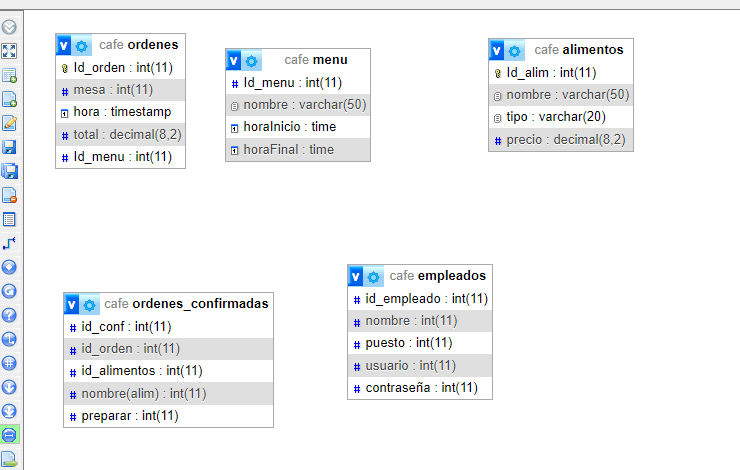 cafe ordenes
Id_orden : int(11)
mesa : int(11)
hora : timestamp
total : decimal(8,2)
Id_menu : int(11)
cafe menu
Id_menu : int(11)
nombre : varchar(50)
horaInicio : time
horaFinal : time
cafe alimentos
Id_alim : int(11)
nombre : varchar(50)
tipo : varchar(20)
precio : decimal(8,2)
cafe ordenes_confirmadas
id_conf : int(11)
id_orden : int(11)
id_alimentos : int(11)
nombre(alim) : int(11)
preparar : int(11)
cafe empleados
id_empleado : int(11)
nombre : int(11)
puesto : int(11)
usuario : int(11)
contraseña : int(11)